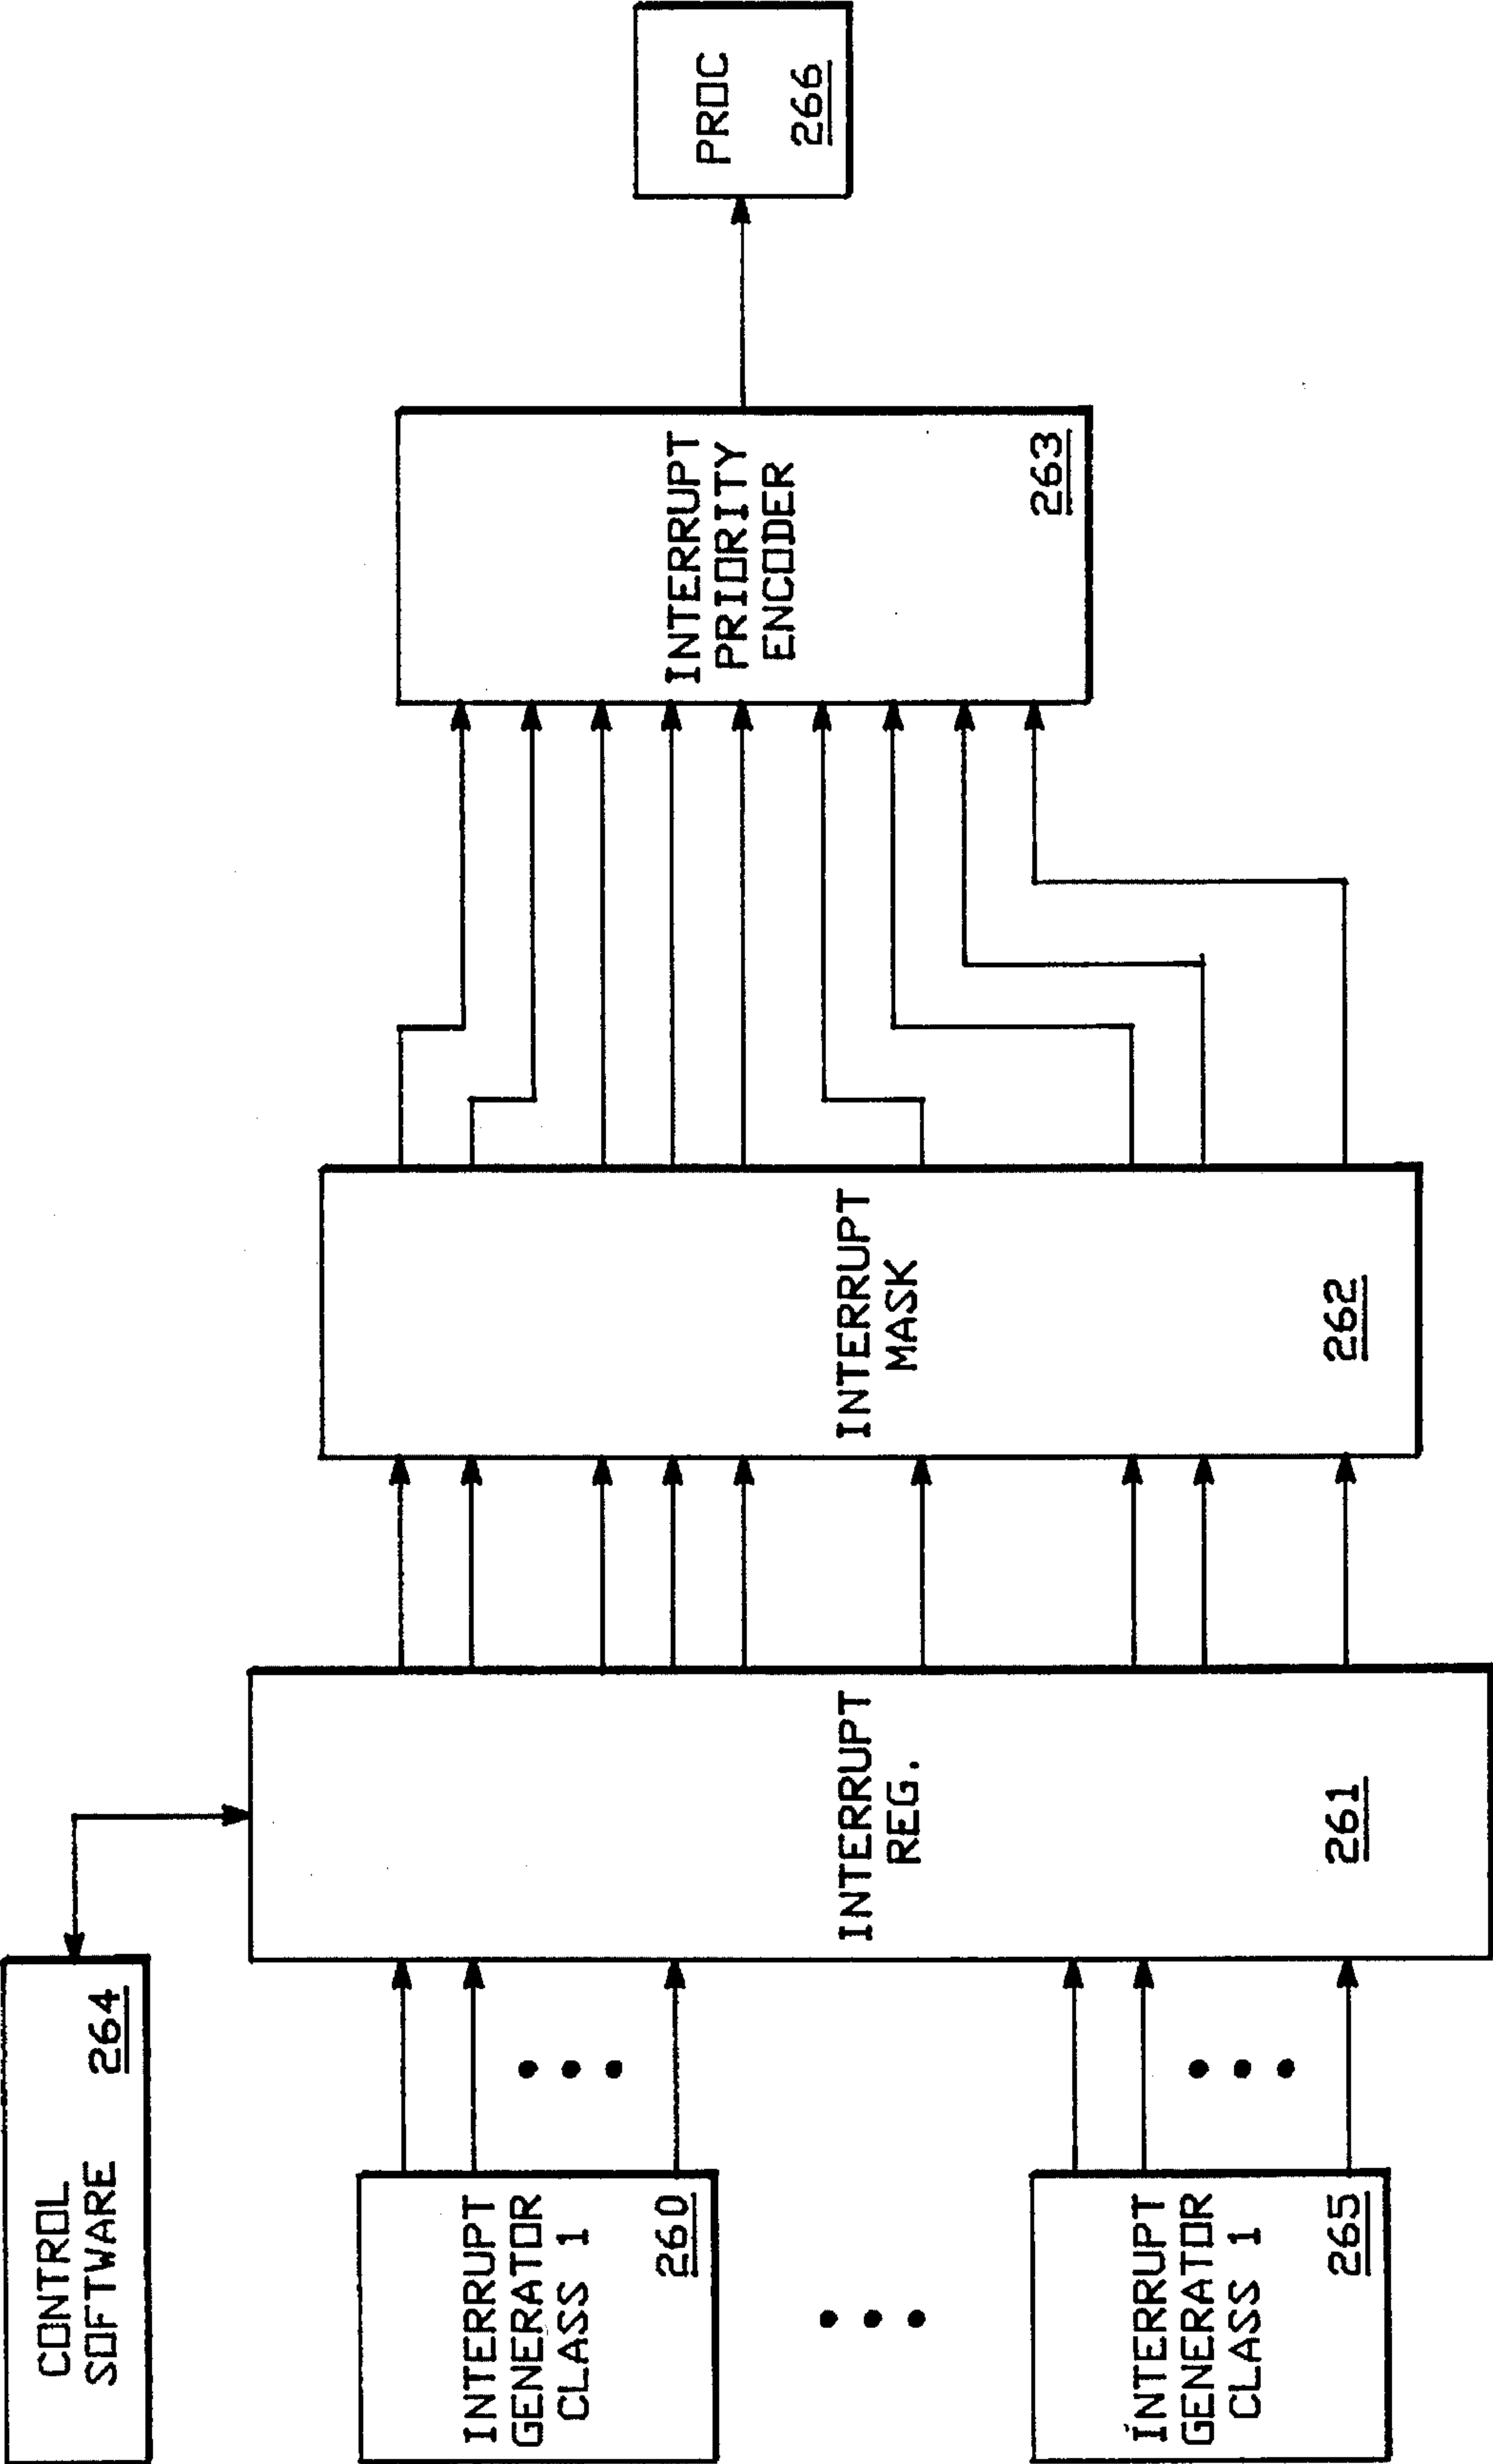 CONTROL
SOFTWARE 264
INTERRUPT
GENERATOR
CLASS 1
260
INTERRUPT
GENERATOR
CLASS 1
265
INTERRUPT
REG.
261
INTERRUPT
MASK
262
INTERRUPT
PRIORITY
ENCODER
263
PROC
266